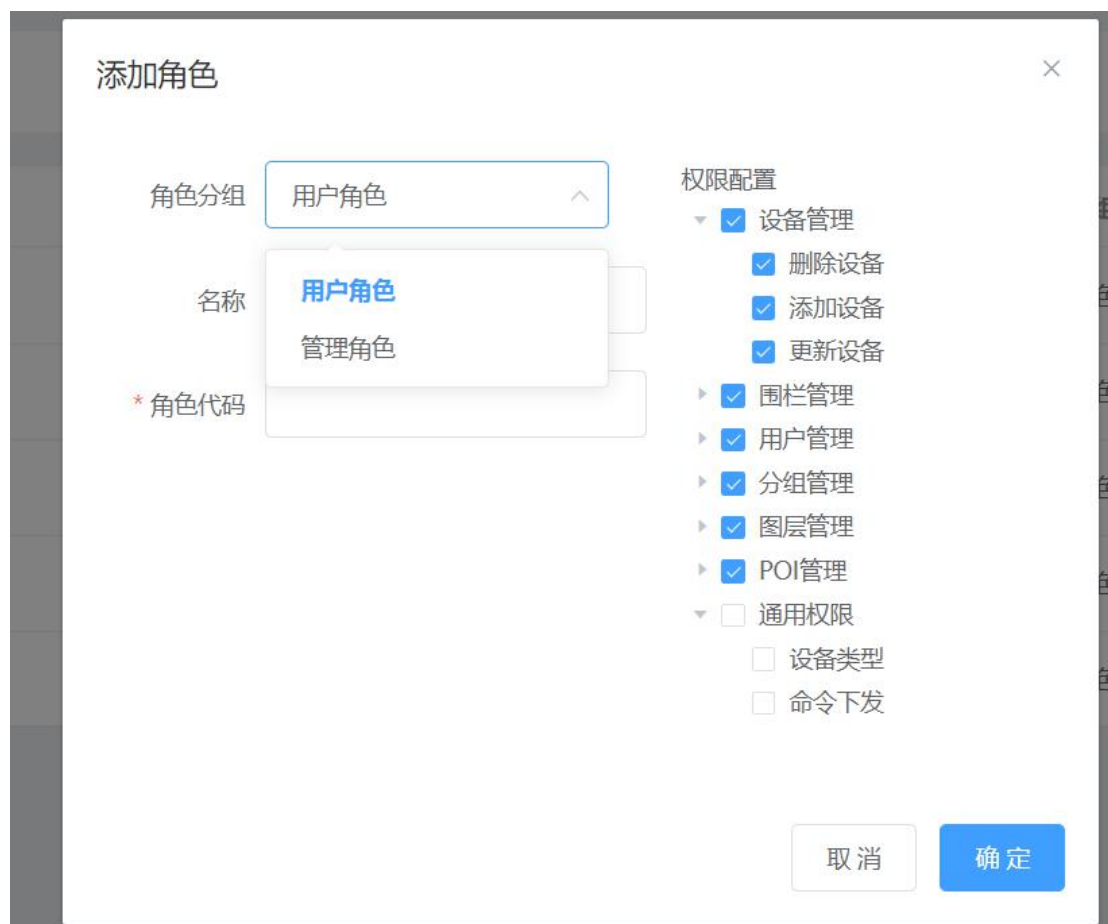 添加角色
角色分组
用户角色
用户角色
管理角色
名称
* 角色代码
权限配置
设备管理
删除设备
添加设备
更新设备
围栏管理
用户管理
分组管理
图层管理
POI管理
通用权限
设备类型
命令下发
取消
确定